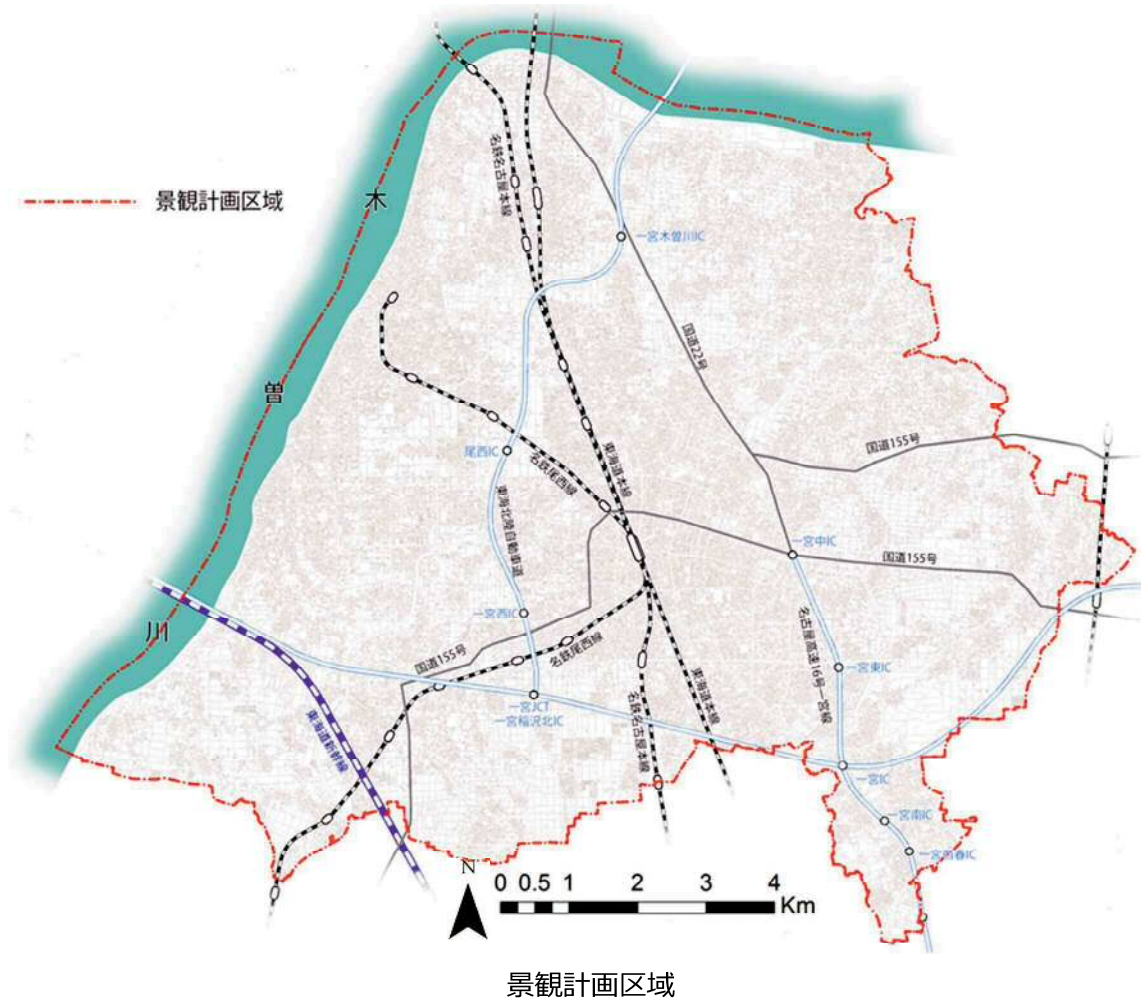 名鉄名古屋本線
木
景観計画区域
一宮木曽川IC
国道22号
曽
国道155号
尾西IC
名鉄尾西線
東海道本線
東海北陸自動車道
一宮中IC
国道155号
一宮西IC
川
名古屋高速16号一宮線
国道155号
名鉄尾西線
一宮東IC
一宮JCT
一宮稲沢北IC
東海道本線
名鉄名古屋本線
東海道新幹線
一宮IC
一宮南IC
一宮西春IC
N
0 0.5 1 2 3 4
Km
景観計画区域